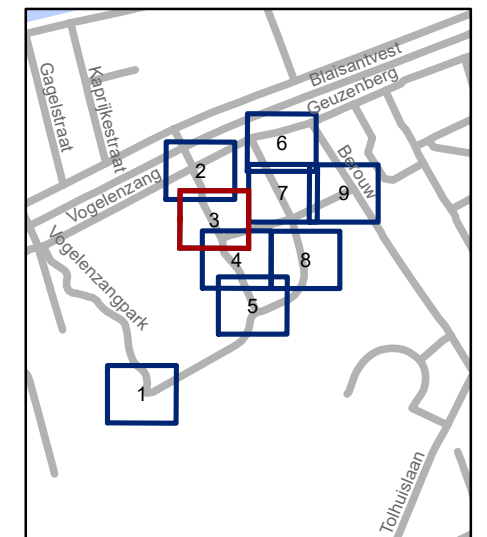 Blaisantvest
Geuzenberg
Gagelstraat
Kaprijkestraat
Berouw
Vogelenzang
Vogelenzangpark
Tolhuislaan
6
2
7
9
3
4
8
5
1